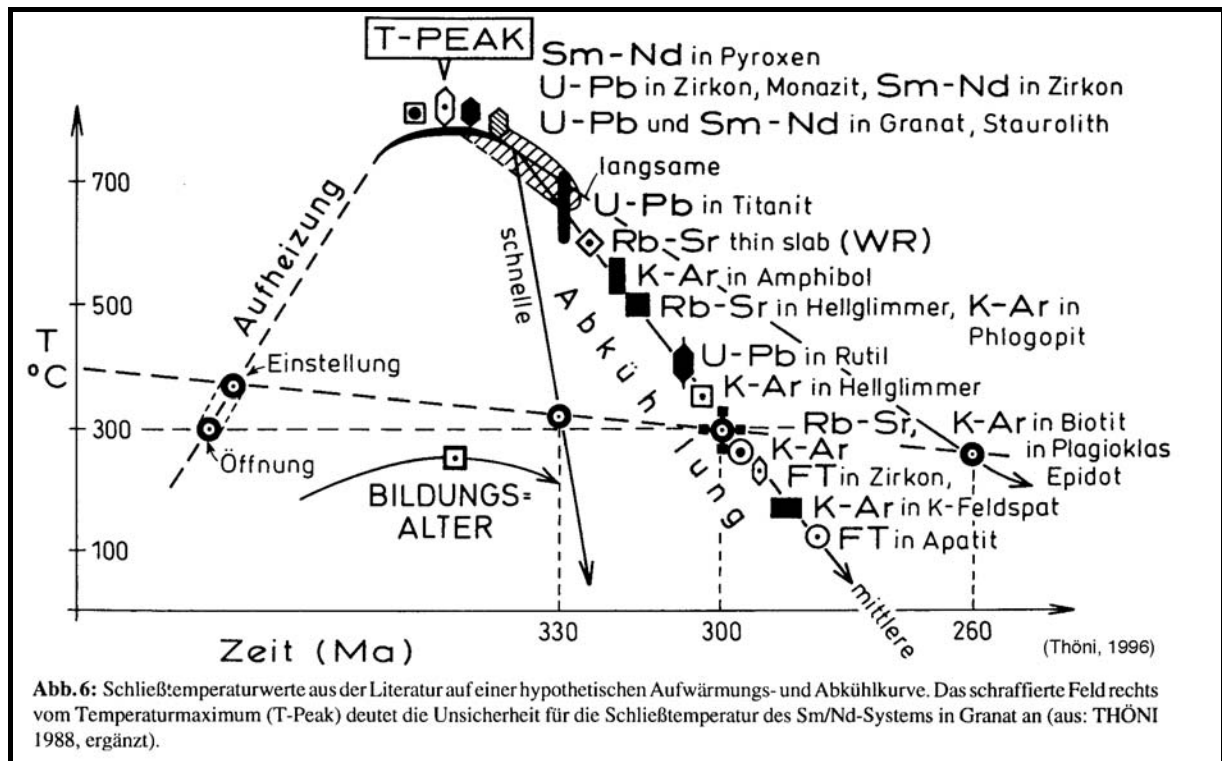 T-PEAK
Sm-Nd in Pyroxen
U-Pb in Zirkon, Monazit, Sm-Nd in Zirkon
U-Pb und Sm-Nd in Granat, Staurolith
langsame
700
U-Pb in Titanit
Rb-Sr thin slab (WR)
Aufheizung
schnelle
K-Ar in Amphibol
500
Rb-Sr in Hellglimmer, K-Ar in
Phlogopit
Abkühlung
T
°C
Einstellung
U-Pb in Rutil
K-Ar in Hellglimmer
300
Rb-Sr, K-Ar in Biotit
Öffnung
K-Ar
in Plagioklas
FT in Zirkon,
Epidot
BILDUNGS=
ALTER
K-Ar in K-Feldspat
100
FT in Apatit
mittlere
330
300
260
Zeit (Ma)
(Thöni, 1996)
Abb.6: Schließtemperaturwerte aus der Literatur auf einer hypothetischen Aufwärmungs- und Abkühlkurve. Das schraffierte Feld rechts
vom Temperaturmaximum (T-Peak) deutet die Unsicherheit für die Schließtemperatur des Sm/Nd-Systems in Granat an (aus: THÖNI
1988, ergänzt).